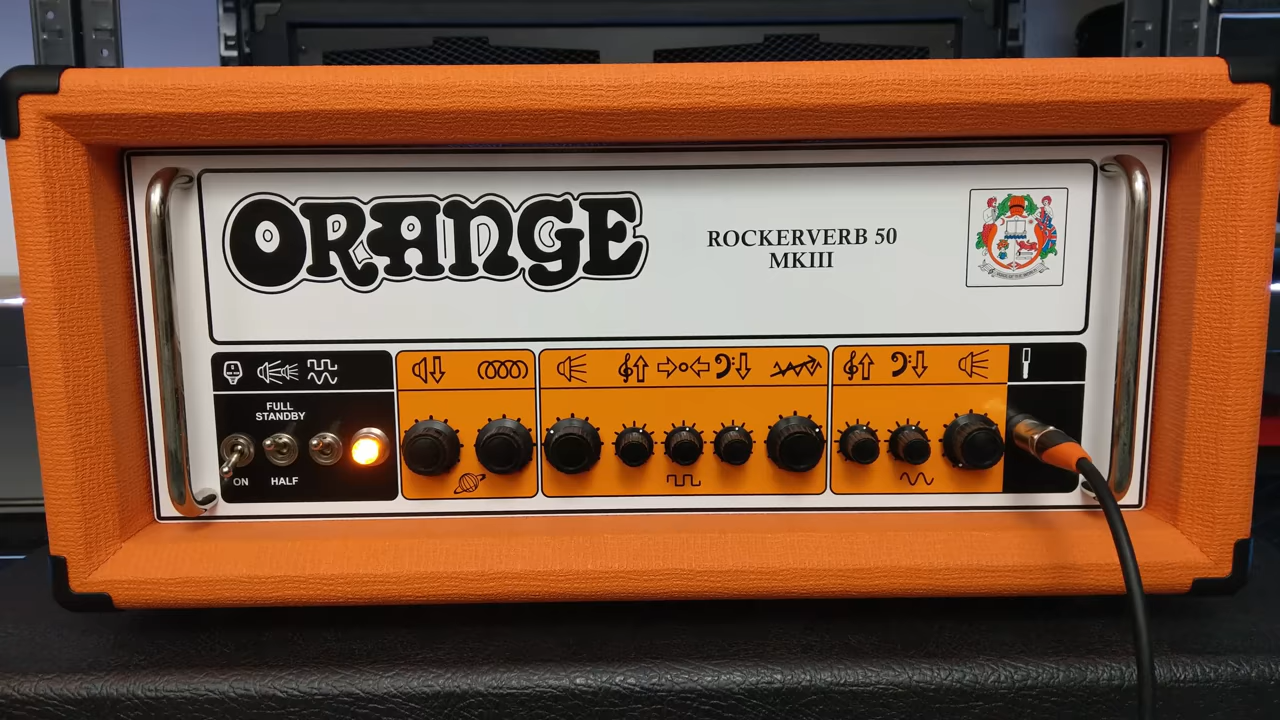 ORANGE
ROCKERVERB 50
MKIII
FULL
STANDBY
ON
HALF